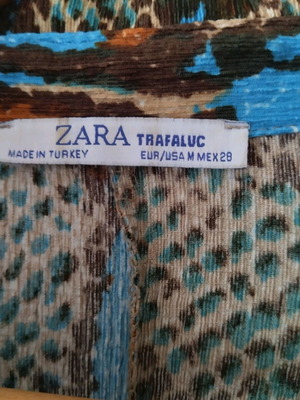 ZARA TRAFALUC
MADE IN TURKEY EUR/USA M MEX 28